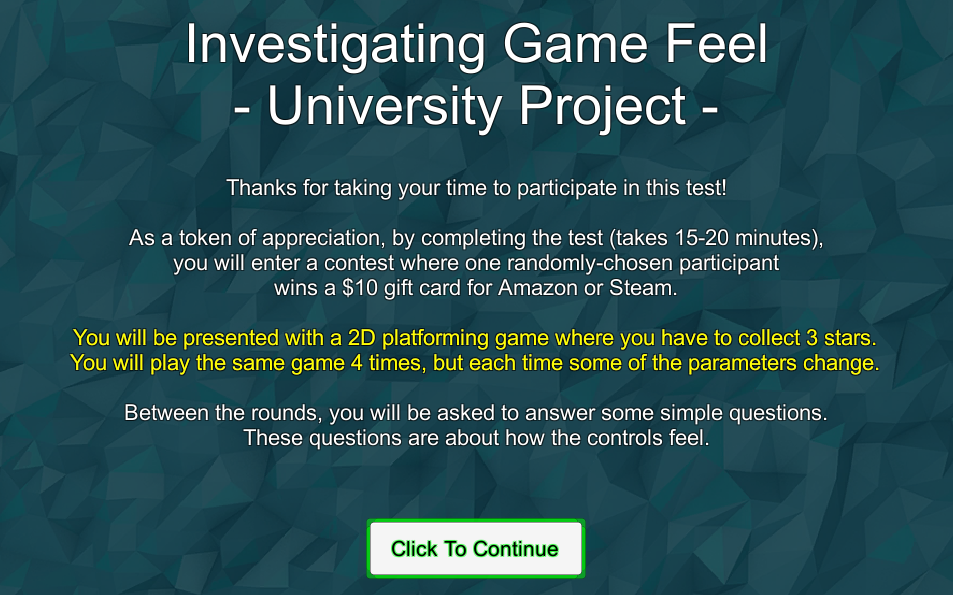 Investigating Game Feel
- University Project -
Thanks for taking your time to participate in this test!
As a token of appreciation, by completing the test (takes 15-20 minutes),
you will enter a contest where one randomly-chosen participant
wins a $10 gift card for Amazon or Steam.
You will be presented with a 2D platforming game where you have to collect 3 stars.
You will play the same game 4 times, but each time some of the parameters change.
Between the rounds, you will be asked to answer some simple questions.
These questions are about how the controls feel.
Click To Continue